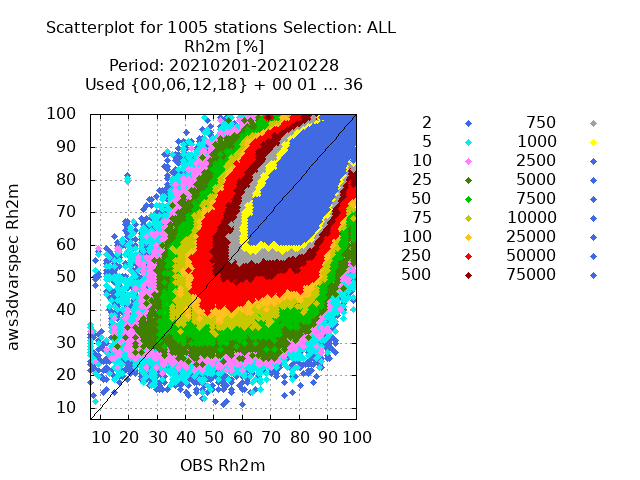 Scatterplot for 1005 stations Selection: ALL
Rh2m [%]
Period: 20210201-20210228
Used {00,06,12,18} + 00 01 ... 36
100
90
80
70
60
50
40
30
20
10
aws3dvarspec Rh2m
10 20 30 40 50 60 70 80 90 100
OBS Rh2m
2 750
5 1000
10 2500
25 5000
50 7500
75 10000
100 25000
250 50000
500 75000